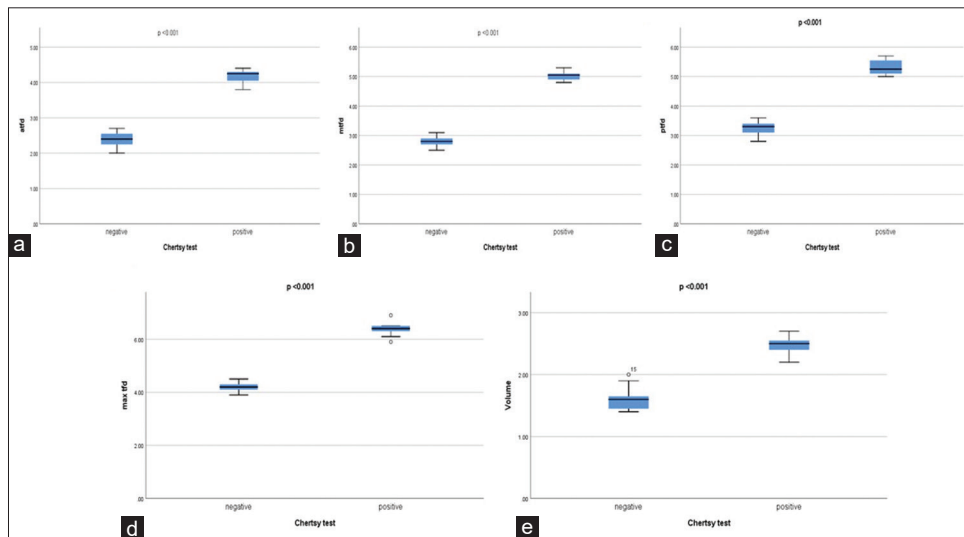 p <0.001
5.00
4.00
3.00
2.00
1.00
.00
atfd
negative positive
Chertsy test
a
p <0.001
6.00
5.00
4.00
3.00
2.00
1.00
.00
mtfd
negative positive
Chertsy test
b
p <0.001
6.00
5.00
4.00
3.00
2.00
1.00
.00
ptfd
negative positive
Chertsy test
c
p <0.001
6.00
4.00
2.00
.00
max tfd
negative positive
Chertsy test
d
p <0.001
3.00
2.00
1.00
.00
Volume
15
negative positive
Chertsy test
e